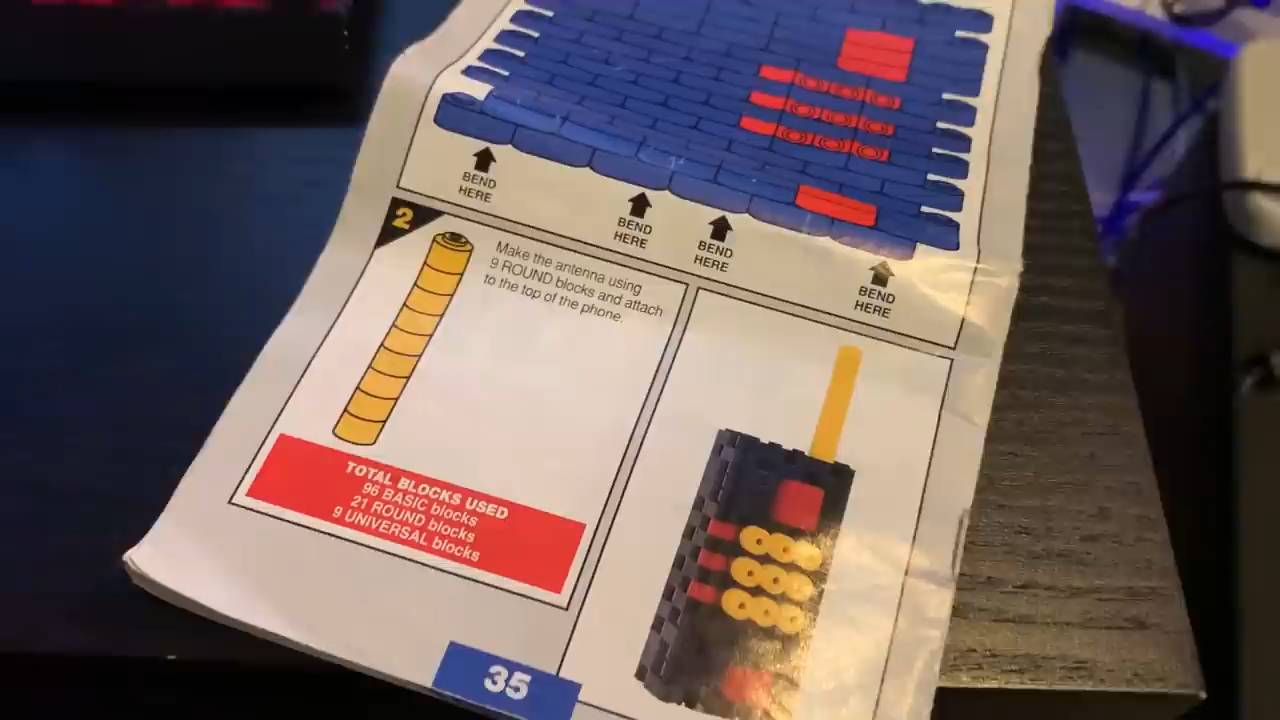 BEND
HERE
BEND
HERE
BEND
HERE
BEND
HERE
2
Make the antenna using
9 ROUND blocks and attach
to the top of the phone.
TOTAL BLOCKS USED
96 BASIC blocks
21 ROUND blocks
9 UNIVERSAL blocks
35